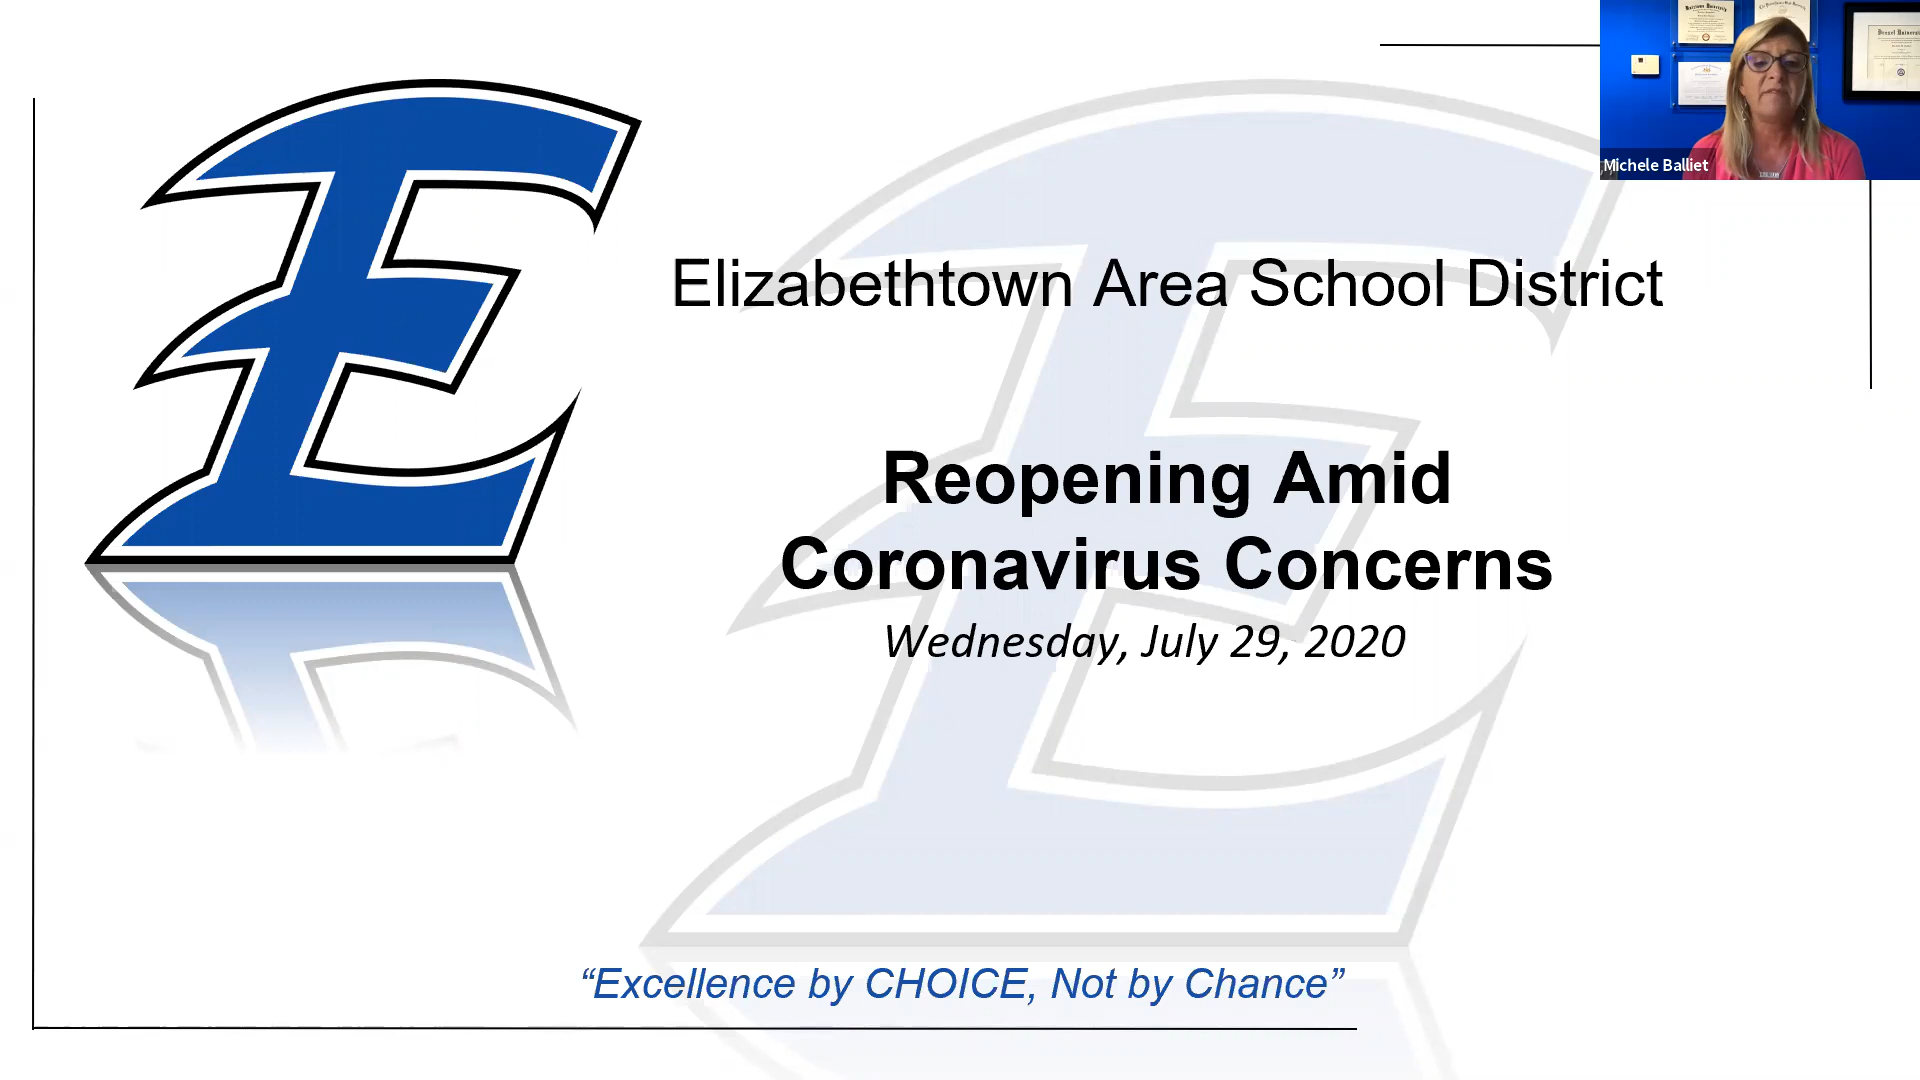 Elizabethtown Area School District
Reopening Amid
Coronavirus Concerns
Wednesday, July 29, 2020
“Excellence by CHOICE, Not by Chance”
Michele Balliet